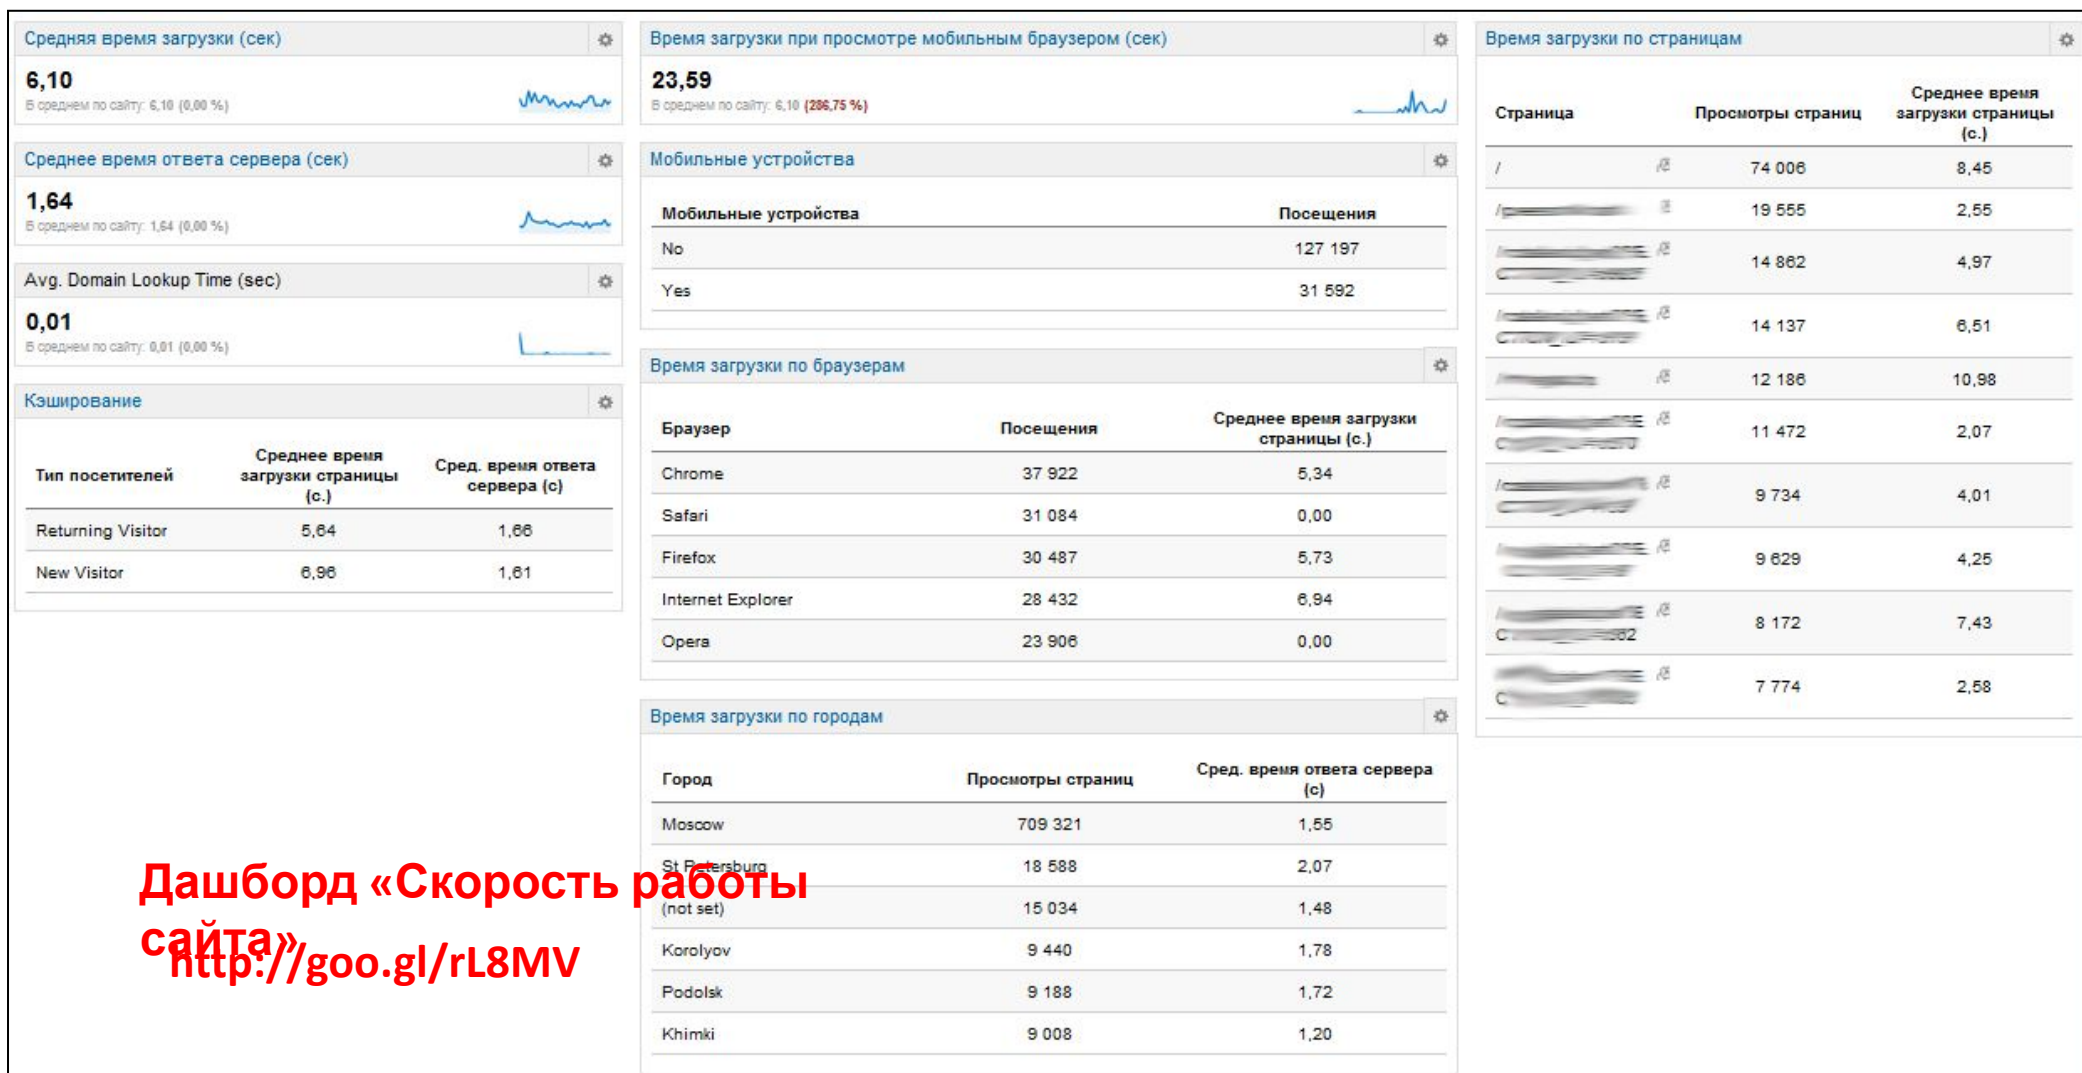 Средняя время загрузки (сек)
6,10
В среднем по сайту: 6,10 (0,00 %)
Среднее время ответа сервера (сек)
1,64
В среднем по сайту: 1,64 (0,00 %)
Avg. Domain Lookup Time (sec)
0,01
В среднем по сайту: 0,01 (0,00 %)
Кэширование
Тип посетителей Среднее время загрузки страницы (с.) Сред. время ответа сервера (с)
Returning Visitor 5,64 1,66
New Visitor 6,96 1,61
Время загрузки при просмотре мобильным браузером (сек)
23,59
В среднем по сайту: 6,10 (286,75 %)
Мобильные устройства
Мобильные устройства Посещения
No 127 197
Yes 31 592
Время загрузки по браузерам
Браузер Посещения Среднее время загрузки страницы (с.)
Chrome 37 922 5,34
Safari 31 084 0,00
Firefox 30 487 5,73
Internet Explorer 28 432 6,94
Opera 23 906 0,00
Время загрузки по городам
Город Просмотры страниц Сред. время ответа сервера (с)
Moscow 709 321 1,55
St Petersburg 18 588 2,07
(not set) 15 034 1,48
Korolyov 9 440 1,78
Podolsk 9 188 1,72
Khimki 9 008 1,20
Время загрузки по страницам
Страница Просмотры страниц Среднее время загрузки страницы (с.)
/ 74 006 8,45
19 555 2,55
14 862 4,97
14 137 6,51
12 186 10,98
11 472 2,07
9 734 4,01
9 629 4,25
8 172 7,43
7 774 2,58
Дашборд «Скорость работы
сайта»
http://goo.gl/rL8MV